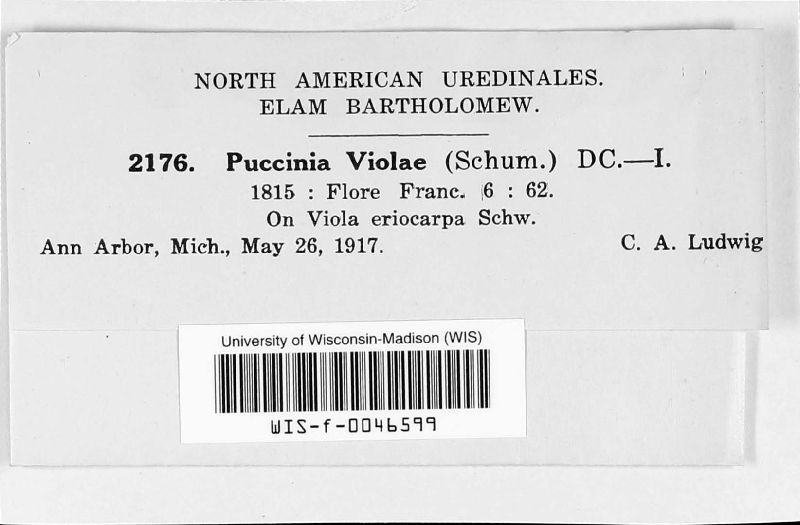 NORTH AMERICAN UREDINALES.
ELAM BARTHOLOMEW.
2176. Puccinia Violae (Schum.) DC.—I.
1815 : Flore Franc. 6 : 62.
On Viola eriocarpa Schw.
Ann Arbor, Mich., May 26, 1917. C. A. Ludwig
University of Wisconsin-Madison (WIS)
WIS-f-0046599